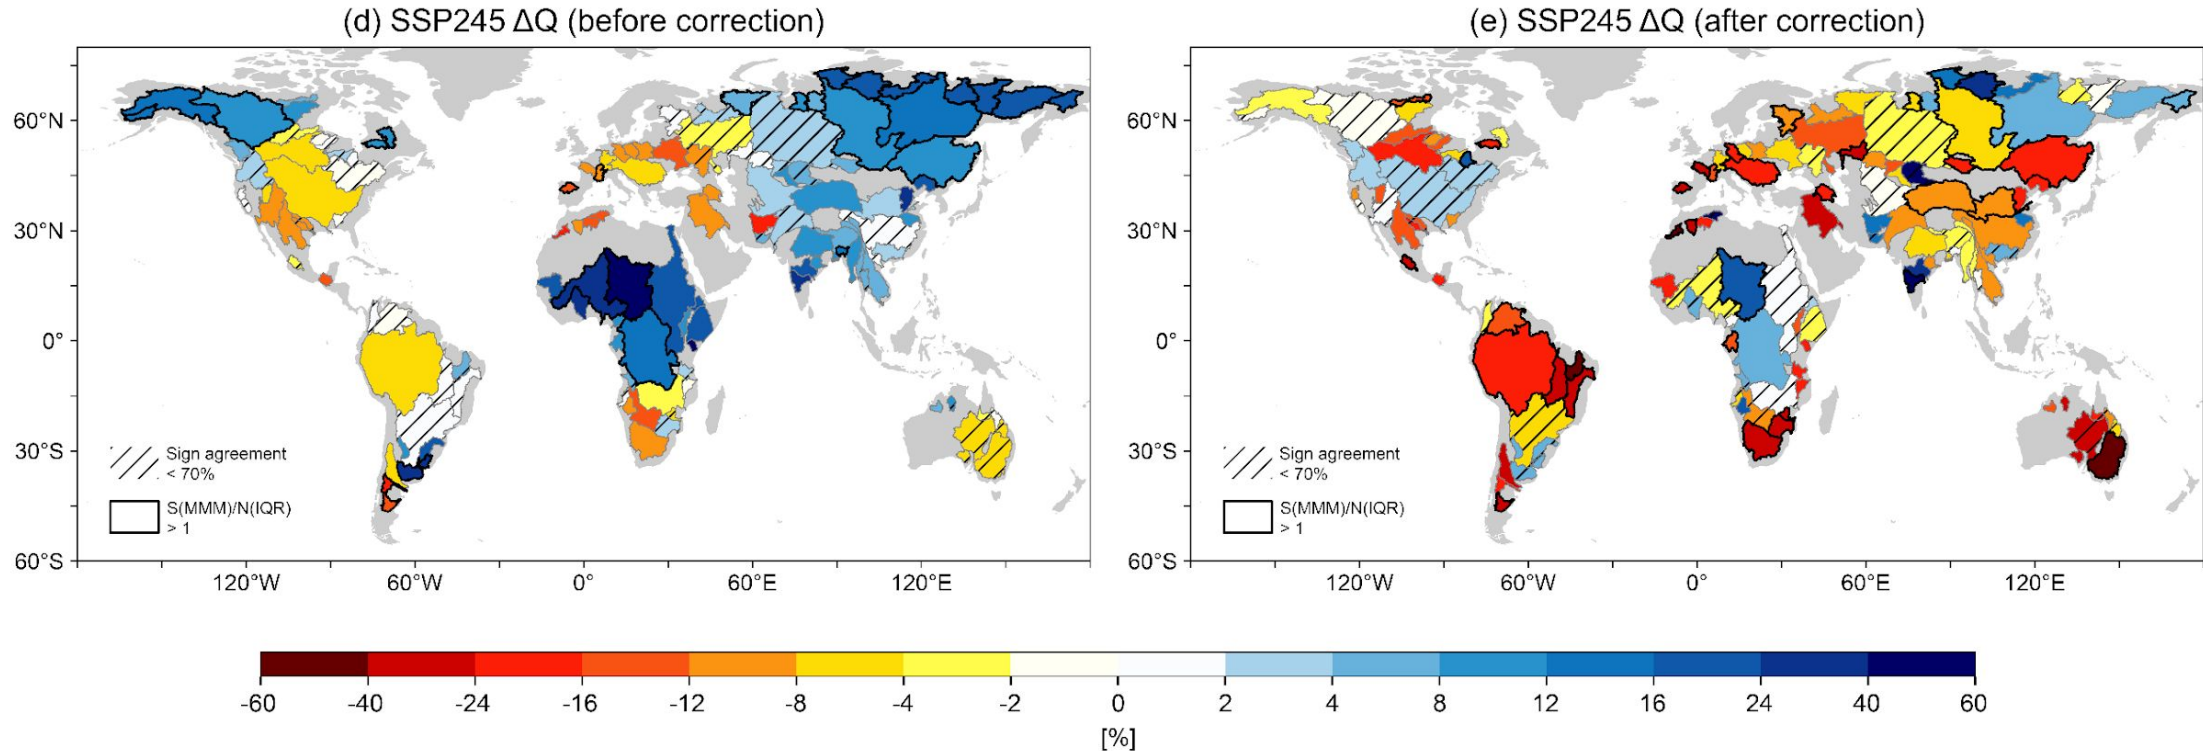 (d) SSP245 ΔQ (before correction)
(e) SSP245 ΔQ (after correction)
60°N
30°N
0°
30°S
60°S
Sign agreement
< 70%
S(MMM)/N(IQR)
> 1
120°W 60°W 0° 60°E 120°E
60°N
30°N
0°
30°S
60°S
Sign agreement
< 70%
S(MMM)/N(IQR)
> 1
120°W 60°W 0° 60°E 120°E
-60 -40 -24 -16 -12 -8 -4 -2 0 2 4 8 12 16 24 40 60
[%]